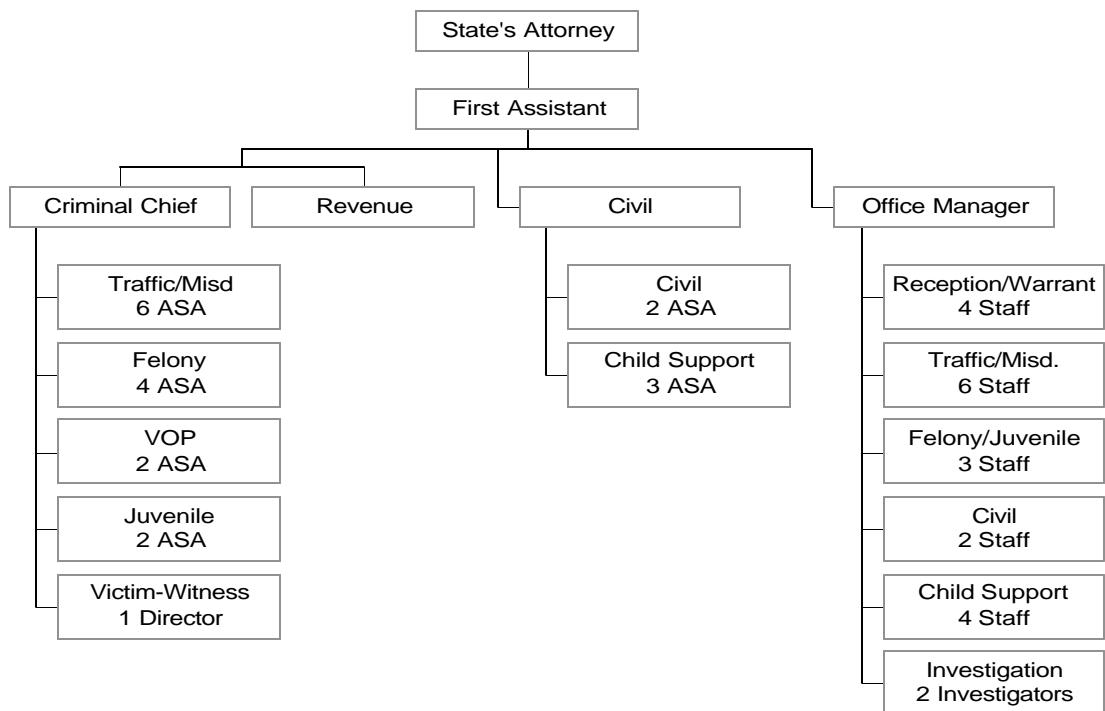 State's Attorney
First Assistant
Criminal Chief
Revenue
Civil
Office Manager
Traffic/Misd
6 ASA
Felony
4 ASA
VOP
2 ASA
Juvenile
2 ASA
Victim-Witness
1 Director
Civil
2 ASA
Child Support
3 ASA
Reception/Warrant
4 Staff
Traffic/Misd.
6 Staff
Felony/Juvenile
3 Staff
Civil
2 Staff
Child Support
4 Staff
Investigation
2 Investigators